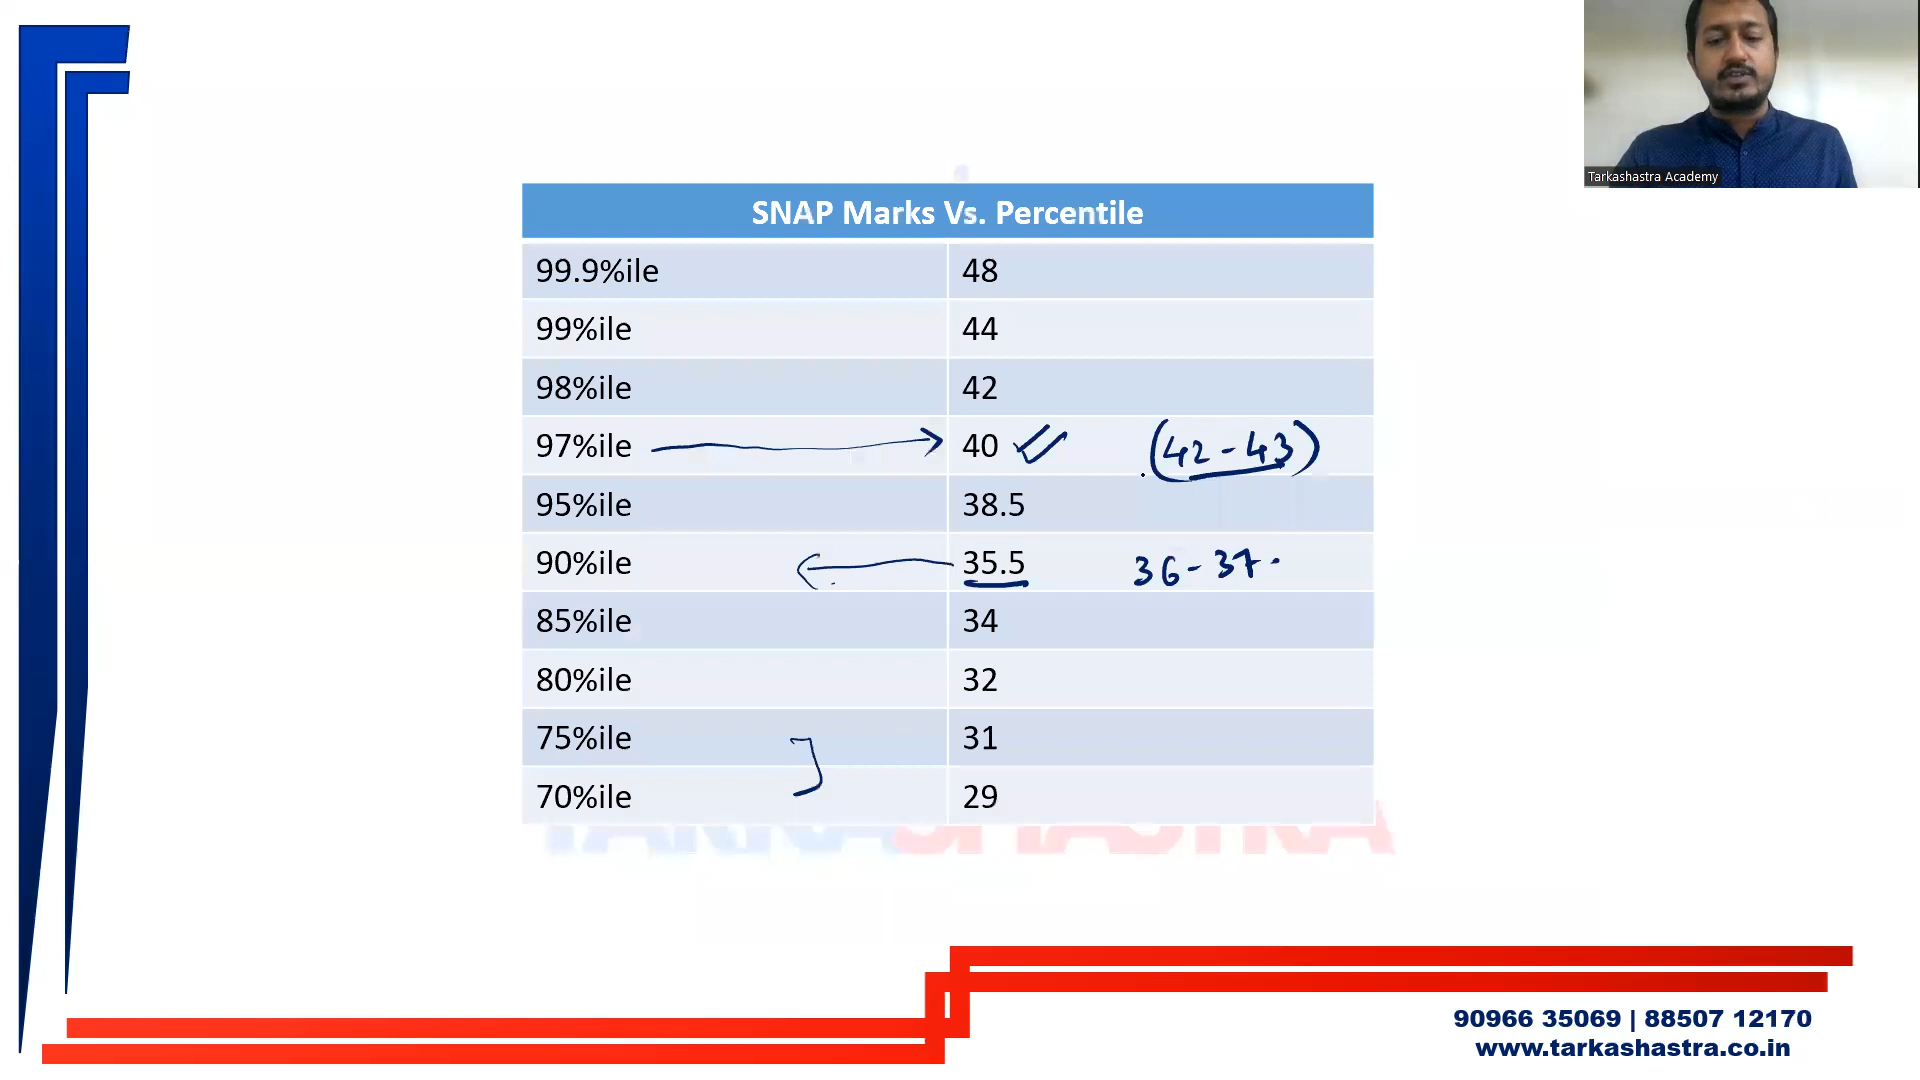 Tarkashastra Academy
SNAP Marks Vs. Percentile
99.9%ile 48
99%ile 44
98%ile 42
97%ile 40 (42-43)
95%ile 38.5
90%ile 35.5 36-37.
85%ile 34
80%ile 32
75%ile 31
70%ile 29
TARKASHASTRA
90966 35069 | 88507 12170
www.tarkashastra.co.in